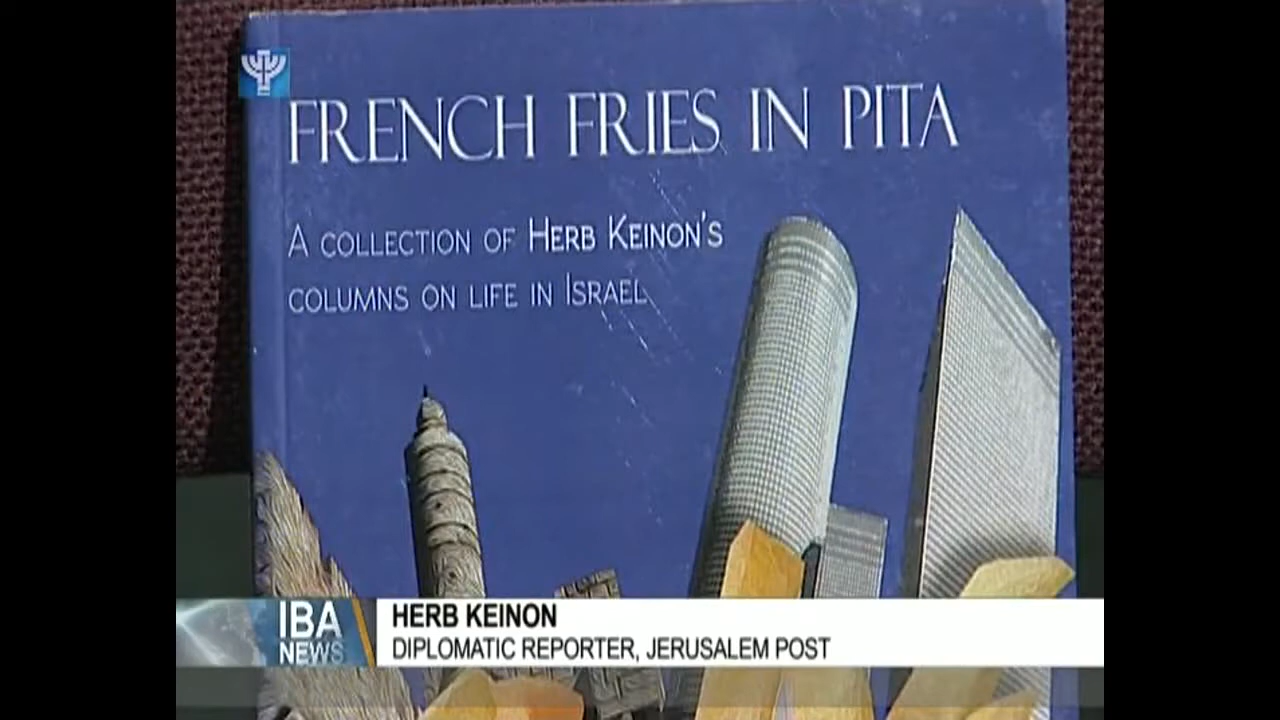 FRENCH FRIES IN PITA
A COLLECTION OF HERB KEINON'S
COLUMNS ON LIFE IN ISRAEL
IBA
NEWS
HERB KEINON
DIPLOMATIC REPORTER, JERUSALEM POST